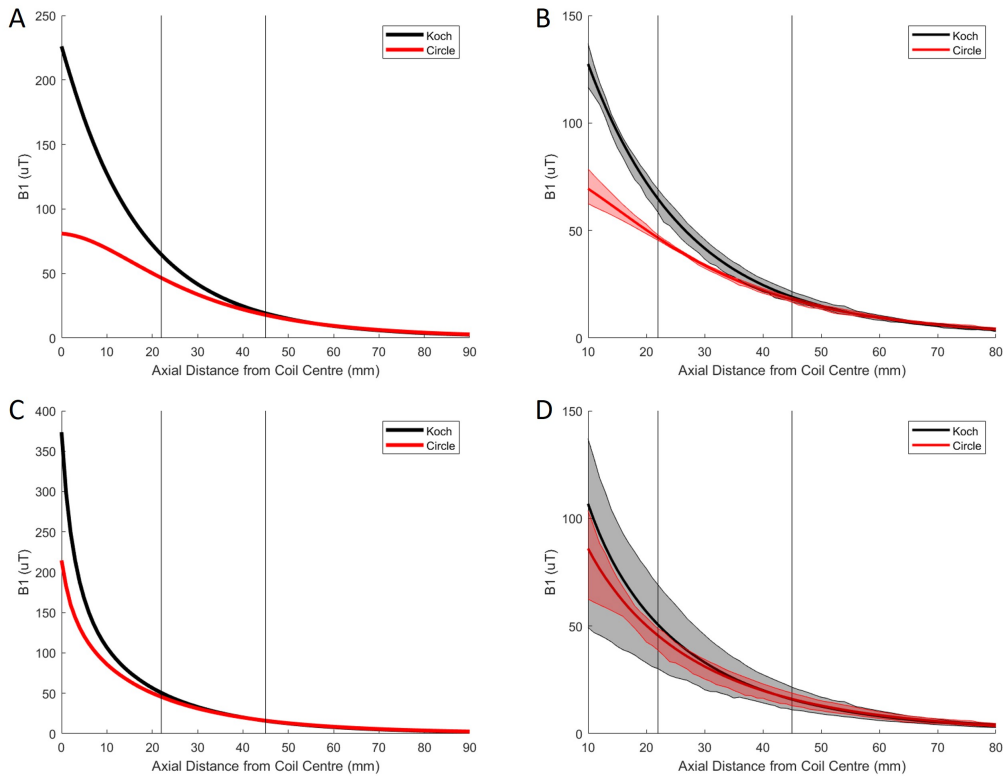 A
250
200
150
100
50
0
B1 (uT)
0 10 20 30 40 50 60 70 80 90
Axial Distance from Coil Centre (mm)
Koch
Circle
B
150
100
50
0
B1 (uT)
10 20 30 40 50 60 70 80
Axial Distance from Coil Centre (mm)
Koch
Circle
C
400
350
300
250
200
150
100
50
0
B1 (uT)
0 10 20 30 40 50 60 70 80 90
Axial Distance from Coil Centre (mm)
Koch
Circle
D
150
100
50
0
B1 (uT)
10 20 30 40 50 60 70 80
Axial Distance from Coil Centre (mm)
Koch
Circle